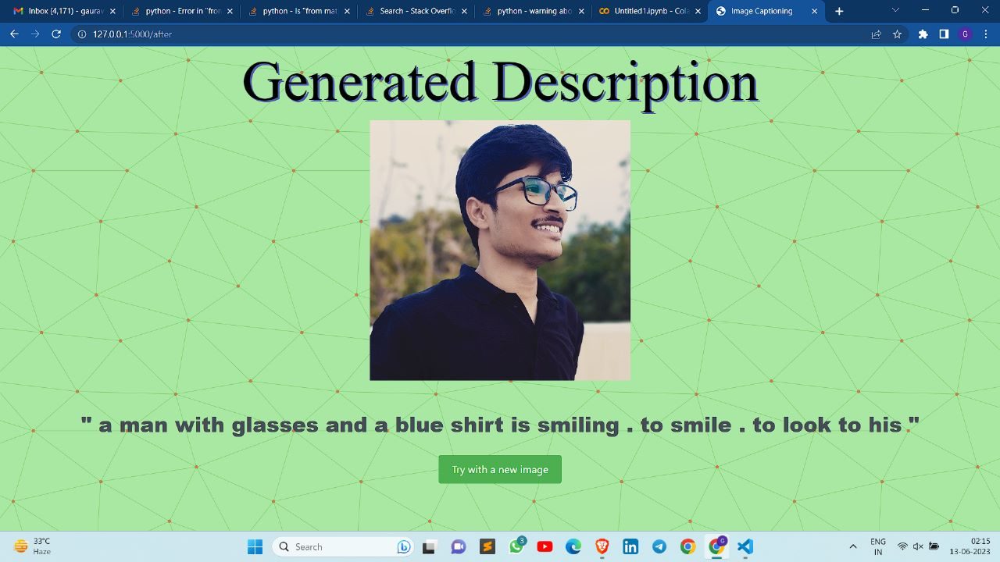 Inbox (4,171) - gaurav
python - Error in "fron
python - Is "from mat
Search - Stack Overflo
python - warning abo
Untitled1.ipynb - Cola
Image Captioning
127.0.0.1:5000/after
G
Generated Description
" a man with glasses and a blue shirt is smiling . to smile . to look to his "
Try with a new image
33°C
Haze
Search
3
G
ENG
IN
02:15
13-06-2023